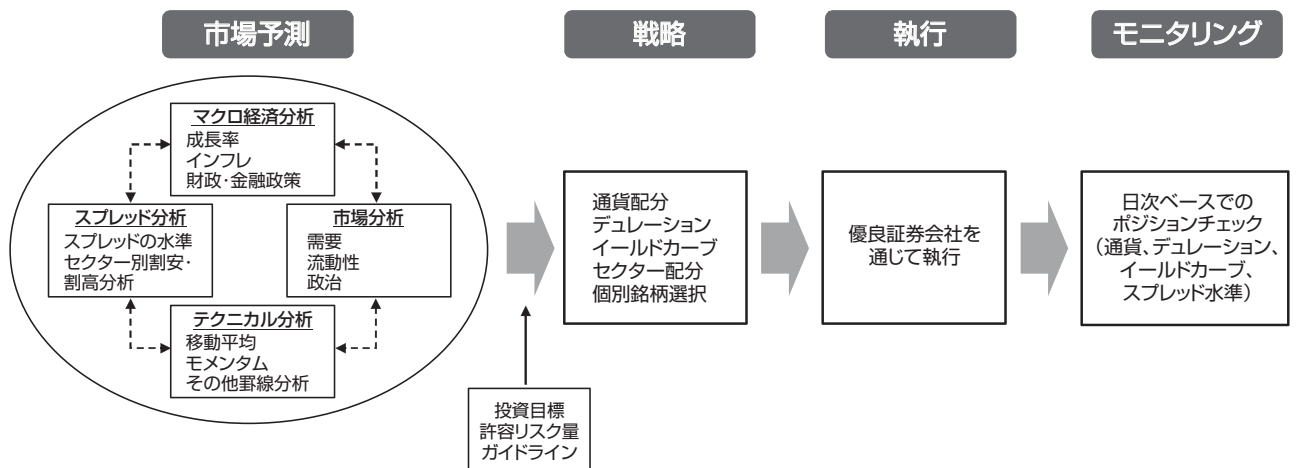 市場予測
戦略
執行
モニタリング
マクロ経済分析
成長率
インフレ
財政・金融政策
スプレッド分析
スプレッドの水準
セクター別割安・
割高分析
市場分析
需要
流動性
政治
テクニカル分析
移動平均
モメンタム
その他罫線分析
投資目標
許容リスク量
ガイドライン
通貨配分
デュレーション
イールドカーブ
セクター配分
個別銘柄選択
優良証券会社を
通じて執行
日次ベースでの
ポジションチェック
（通貨、デュレーション、
イールドカーブ、
スプレッド水準）